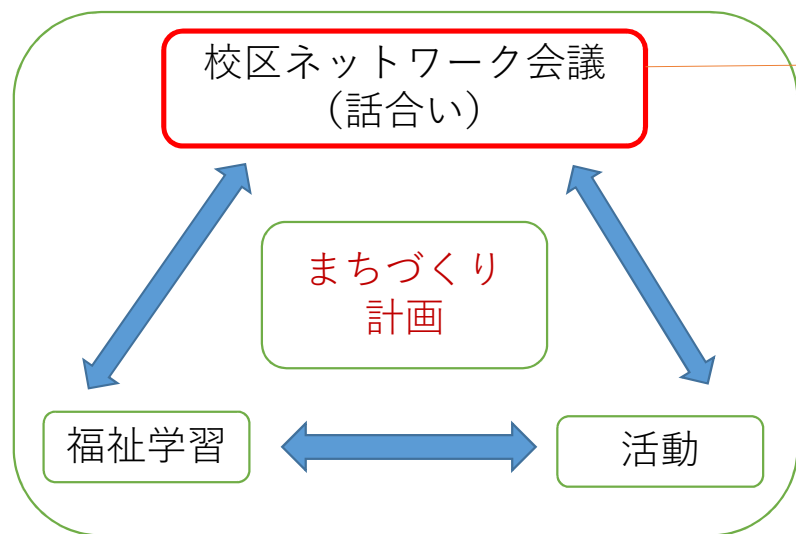 校区ネットワーク会議
(話合い)
まちづくり
計画
福祉学習
活動